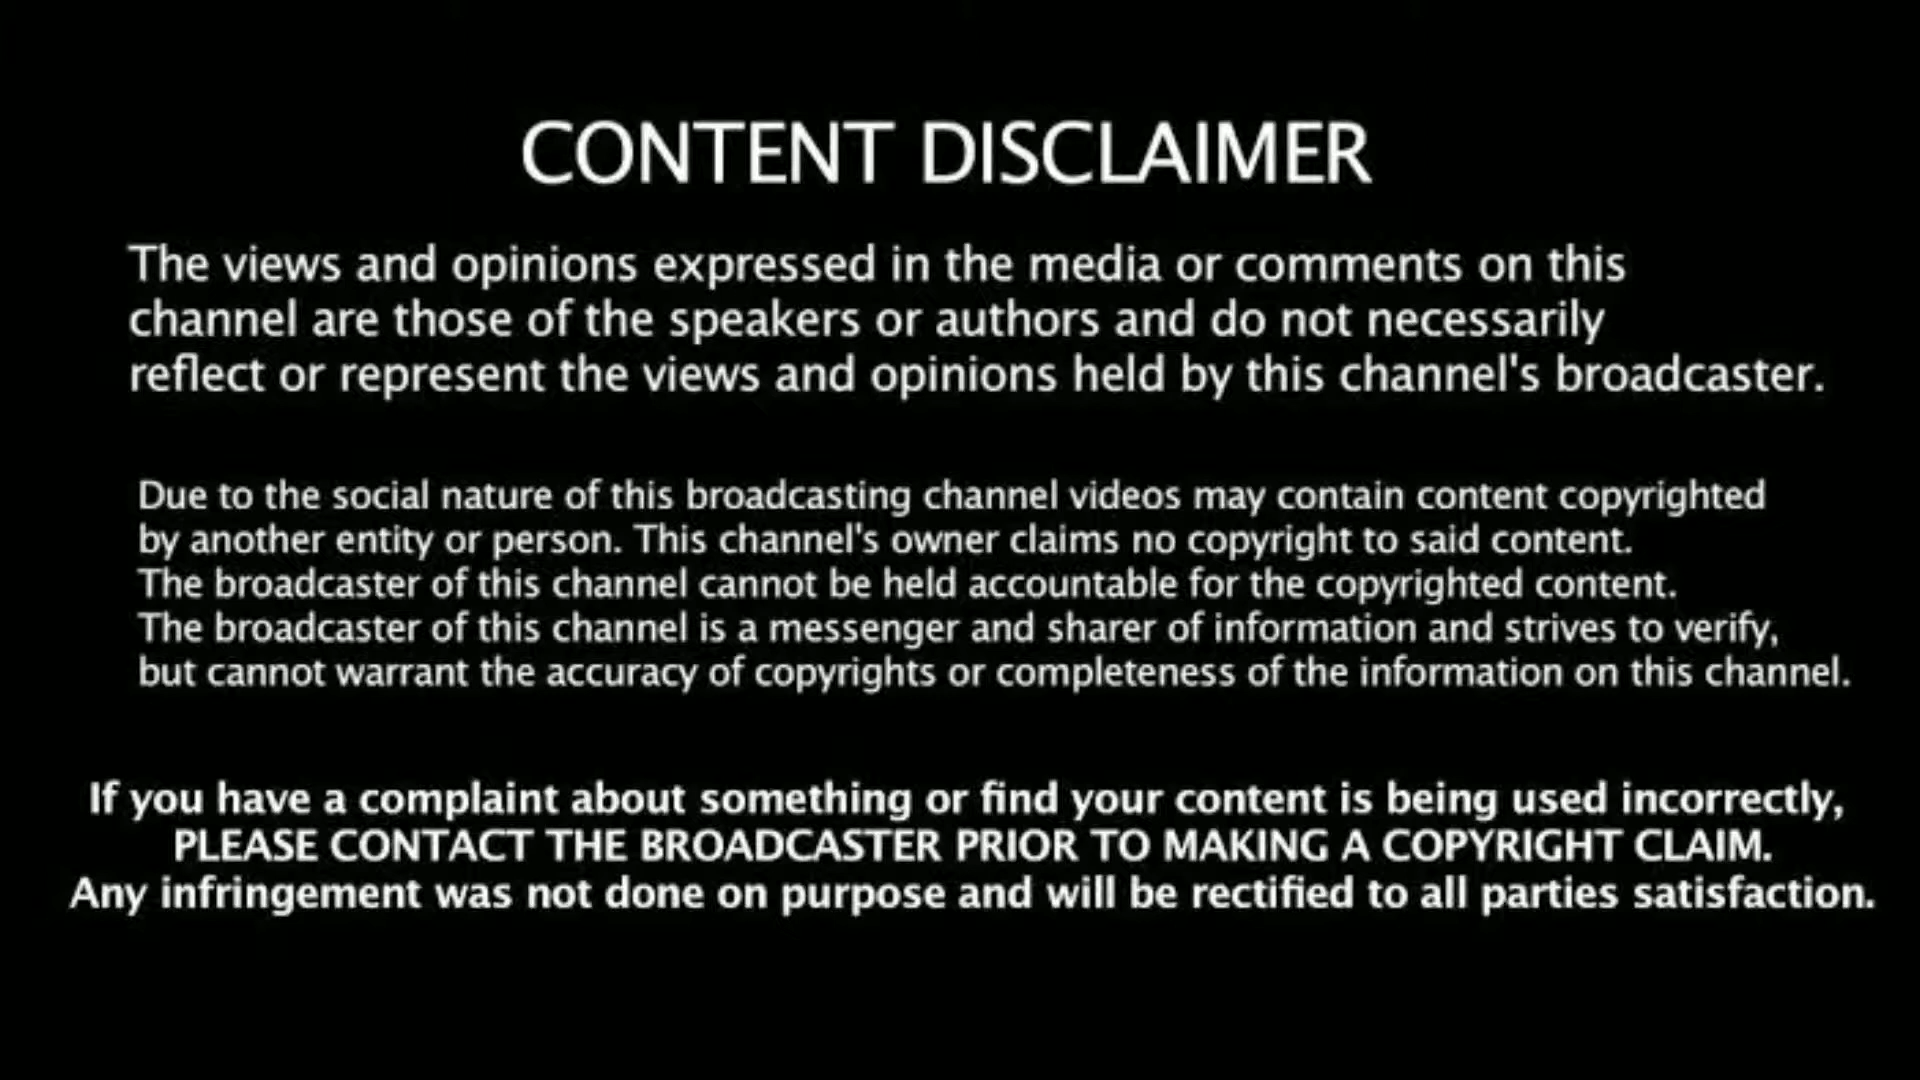 CONTENT DISCLAIMER
The views and opinions expressed in the media or comments on this
channel are those of the speakers or authors and do not necessarily
reflect or represent the views and opinions held by this channel's broadcaster.
Due to the social nature of this broadcasting channel videos may contain content copyrighted
by another entity or person. This channel's owner claims no copyright to said content.
The broadcaster of this channel cannot be held accountable for the copyrighted content.
The broadcaster of this channel is a messenger and sharer of information and strives to verify,
but cannot warrant the accuracy of copyrights or completeness of the information on this channel.
If you have a complaint about something or find your content is being used incorrectly,
PLEASE CONTACT THE BROADCASTER PRIOR TO MAKING A COPYRIGHT CLAIM.
Any infringement was not done on purpose and will be rectified to all parties satisfaction.